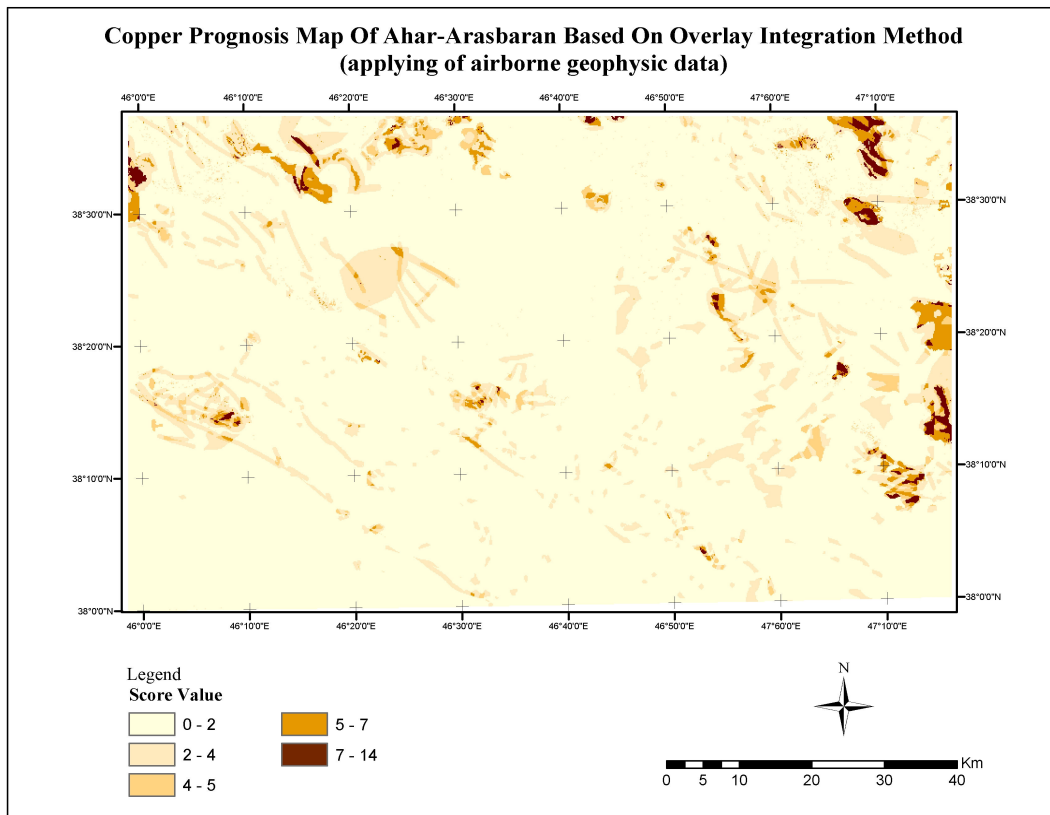 Copper Prognosis Map Of Ahar-Arasbaran Based On Overlay Integration Method
(applying of airborne geophysic data)
46°0'0"E 46°10'0"E 46°20'0"E 46°30'0"E 46°40'0"E 46°50'0"E 47°60'0"E 47°10'0"E
38°30'0"N 38°30'0"N
38°20'0"N 38°20'0"N
38°10'0"N 38°10'0"N
38°0'0"N 38°0'0"N
46°0'0"E 46°10'0"E 46°20'0"E 46°30'0"E 46°40'0"E 46°50'0"E 47°60'0"E 47°10'0"E
Legend
Score Value
0 - 2 5 - 7
2 - 4 7 - 14
4 - 5
N
Km
0 5 10 20 30 40